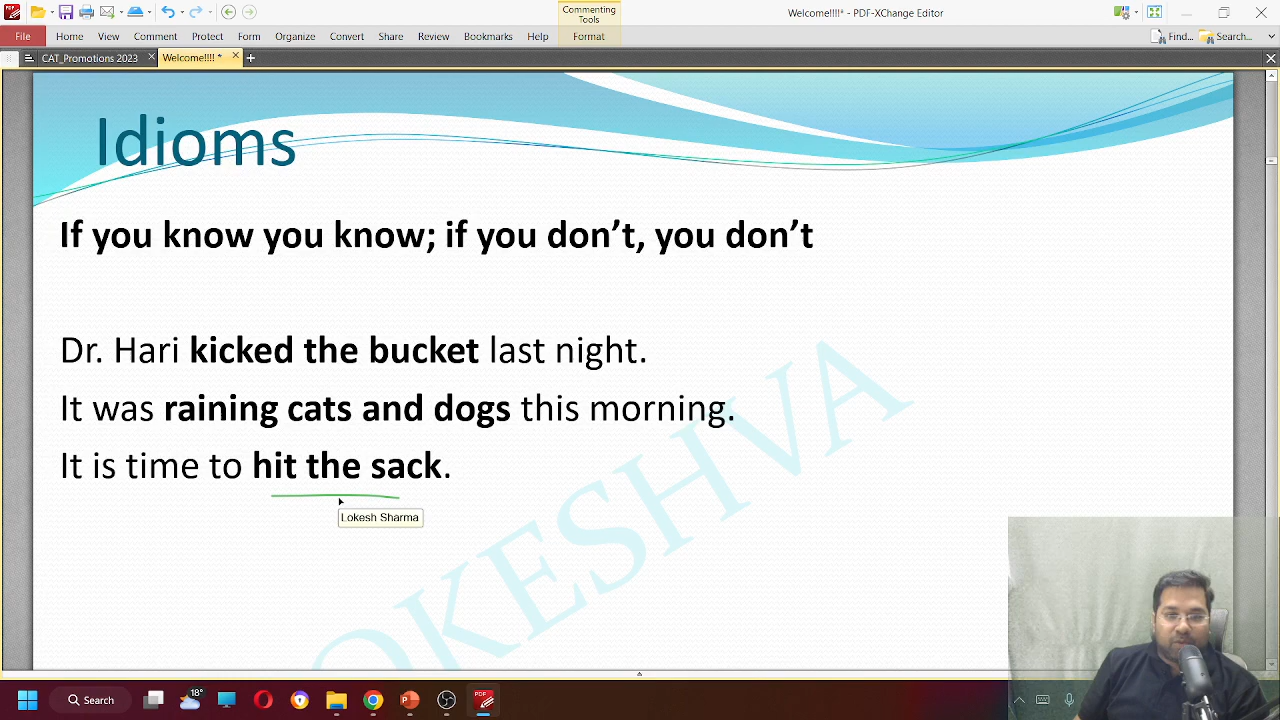 Commenting
Tools
Welcome!!!!* - PDF-XChange Editor
File Home View Comment Protect Form Organize Convert Share Review Bookmarks Help Format Find... Search...
CAT_Promotions 2023 Welcome!!!! *
Idioms
If you know you know; if you don’t, you don’t
Dr. Hari kicked the bucket last night.
It was raining cats and dogs this morning.
It is time to hit the sack.
Lokesh Sharma
OKESHVA
18°
Search
PDF